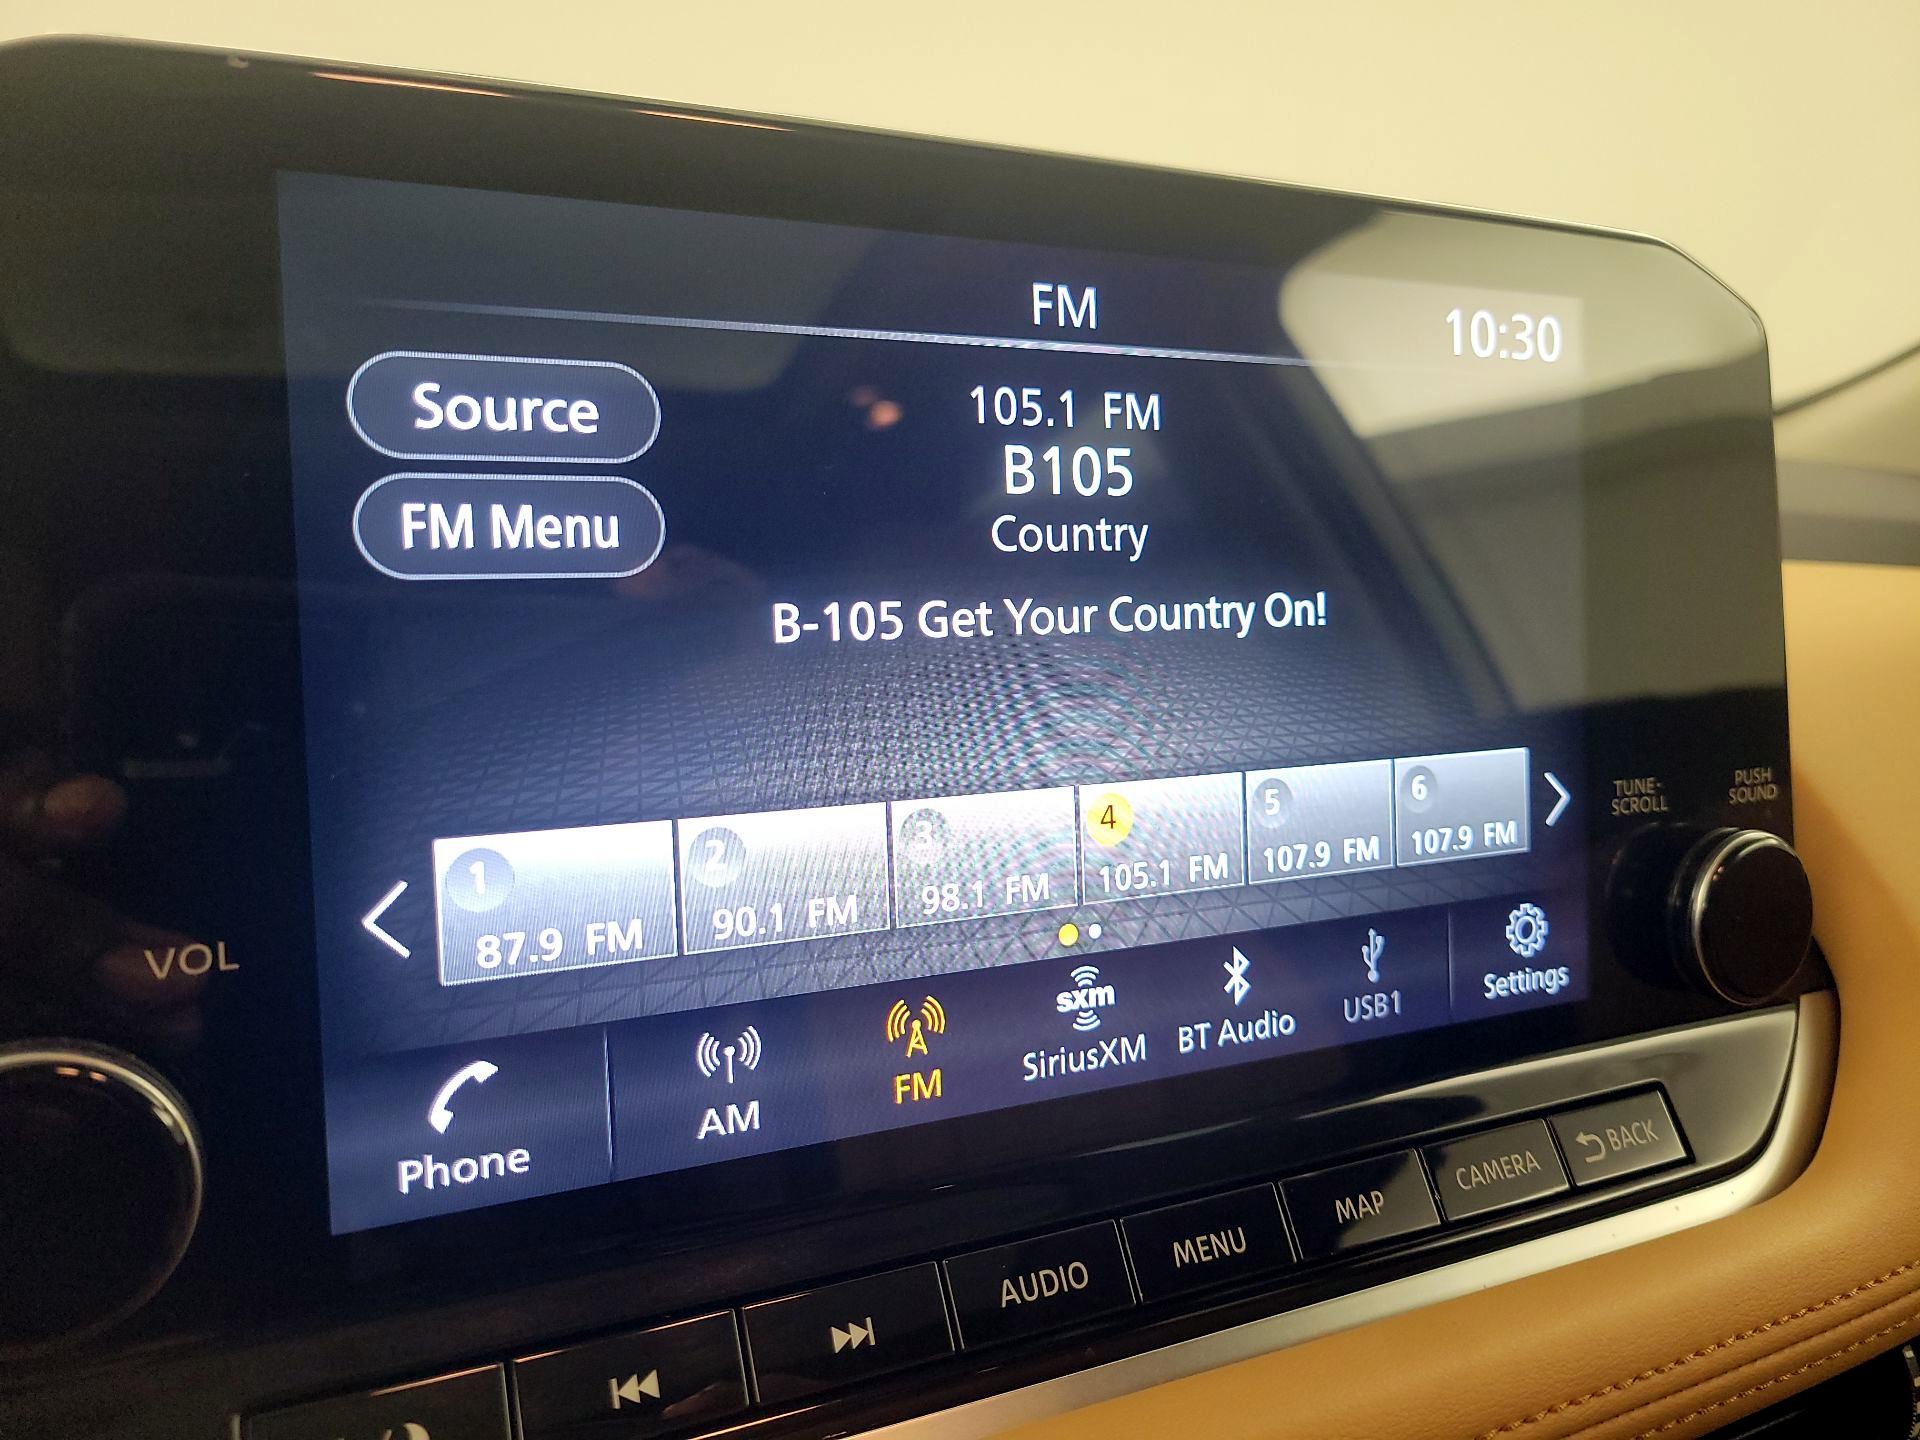 FM
10:30
Source
FM Menu
105.1 FM
B105
Country
B-105 Get Your Country On!
1
87.9 FM
2
90.1 FM
3
98.1 FM
4
105.1 FM
5
107.9 FM
6
107.9 FM
TUNE-
SCROLL
PUSH
SOUND
VOL
Phone
AM
FM
sxm
SiriusXM
BT Audio
USB1
Settings
AUDIO
MENU
MAP
CAMERA
BACK